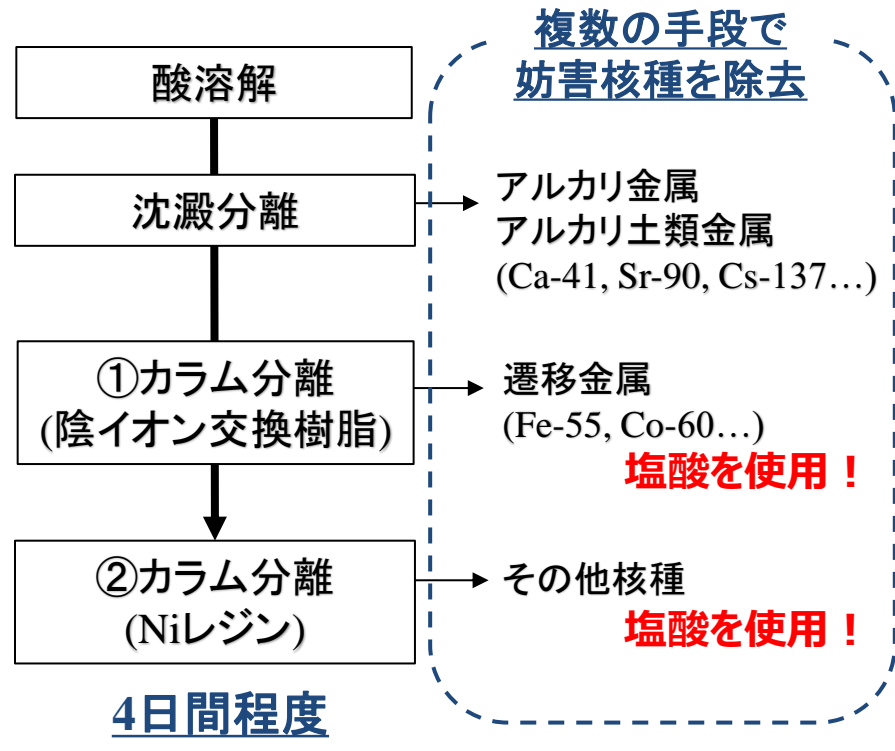 複数の手段で
妨害核種を除去
酸溶解
沈澱分離
アルカリ金属
アルカリ土類金属
(Ca-41, Sr-90, Cs-137…)
①カラム分離
(陰イオン交換樹脂)
遷移金属
(Fe-55, Co-60…)
塩酸を使用！
②カラム分離
(Niレジン)
その他核種
塩酸を使用！
4日間程度